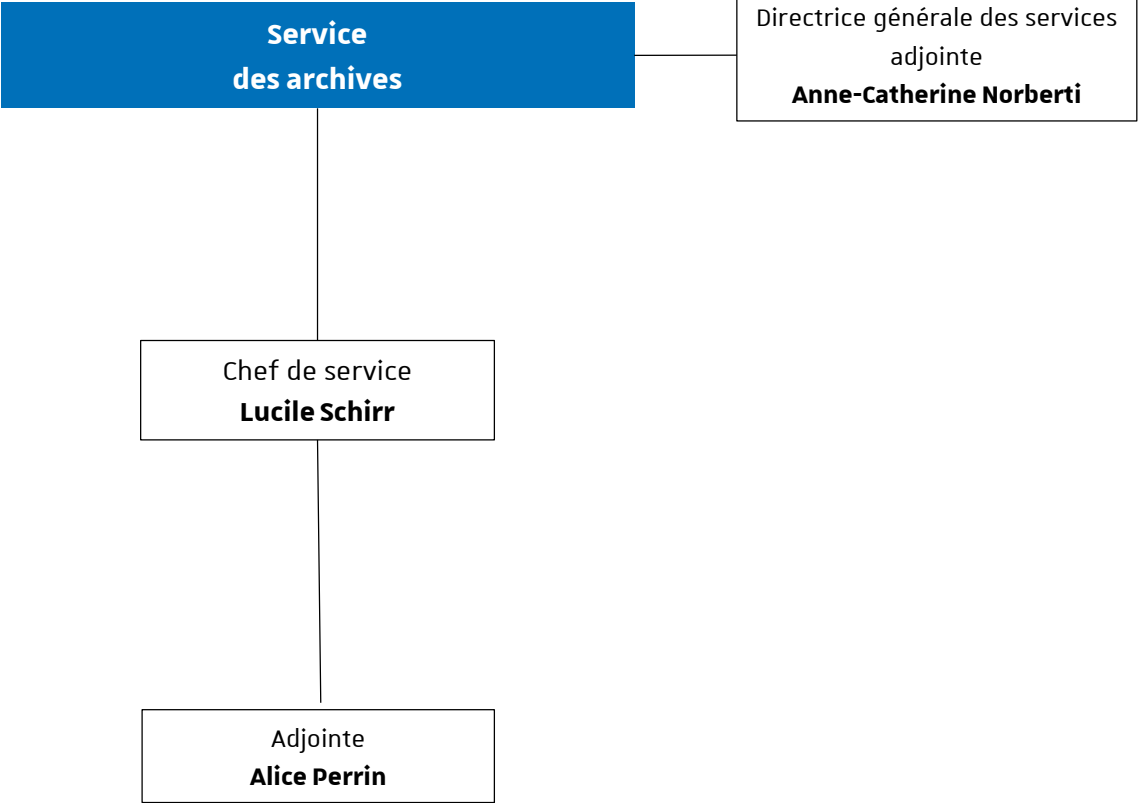 Service
des archives
Directrice générale des services
adjointe
Anne-Catherine Norberti
Chef de service
Lucile Schirr
Adjointe
Alice Perrin